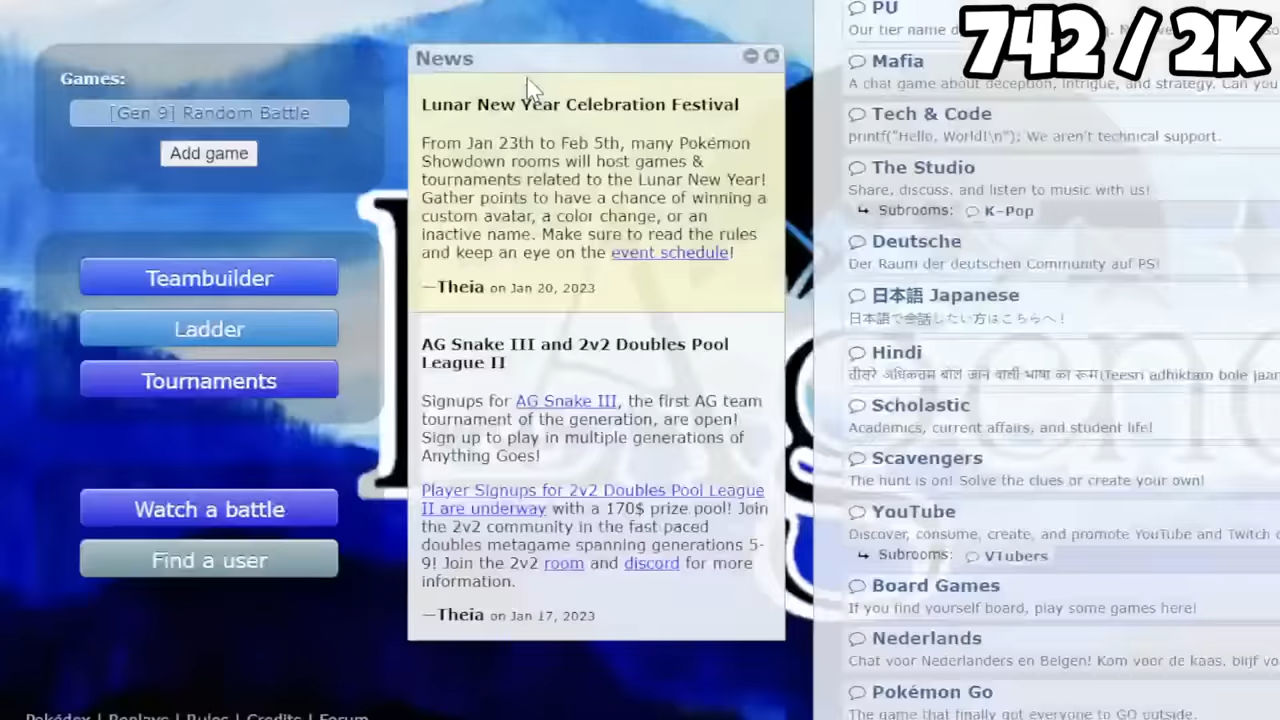 742 / 2K
Games:
[Gen 9] Random Battle
Add game
Teambuilder
Ladder
Tournaments
Watch a battle
Find a user
Pokédex | Replays | Rules | Credits | Forum
News
Lunar New Year Celebration Festival
From Jan 23th to Feb 5th, many Pokémon
Showdown rooms will host games &
tournaments related to the Lunar New Year!
Gather points to have a chance of winning a
custom avatar, a color change, or an
inactive name. Make sure to read the rules
and keep an eye on the event schedule!
—Theia on Jan 20, 2023
AG Snake III and 2v2 Doubles Pool
League II
Signups for AG Snake III, the first AG team
tournament of the generation, are open!
Sign up to play in multiple generations of
Anything Goes!
Player Signups for 2v2 Doubles Pool League
II are underway with a 170$ prize pool! Join
the 2v2 community in the fast paced
doubles metagame spanning generations 5-
9! Join the 2v2 room and discord for more
information.
—Theia on Jan 17, 2023
PU
Our tier name d
Mafia
A chat game about deception, intrigue, and strategy. Can you
Tech & Code
printf("Hello, World!\n"); We aren't technical support.
The Studio
Share, discuss, and listen to music with us!
↳ Subrooms: K-Pop
Deutsche
Der Raum der deutschen Community auf PS!
日本語 Japanese
日本語で会話したい方はこちらへ！
Hindi
(Teesri adhiktam bole jaan
Scholastic
Academics, current affairs, and student life!
Scavengers
The hunt is on! Solve the clues or create your own!
YouTube
Discover, consume, create, and promote YouTube and Twitch c
↳ Subrooms: VTubers
Board Games
If you find yourself board, play some games here!
Nederlands
Chat voor Nederlanders en Belgen! Kom voor de kaas, blijf vo
Pokémon Go
The game that finally got everyone to GO outside.